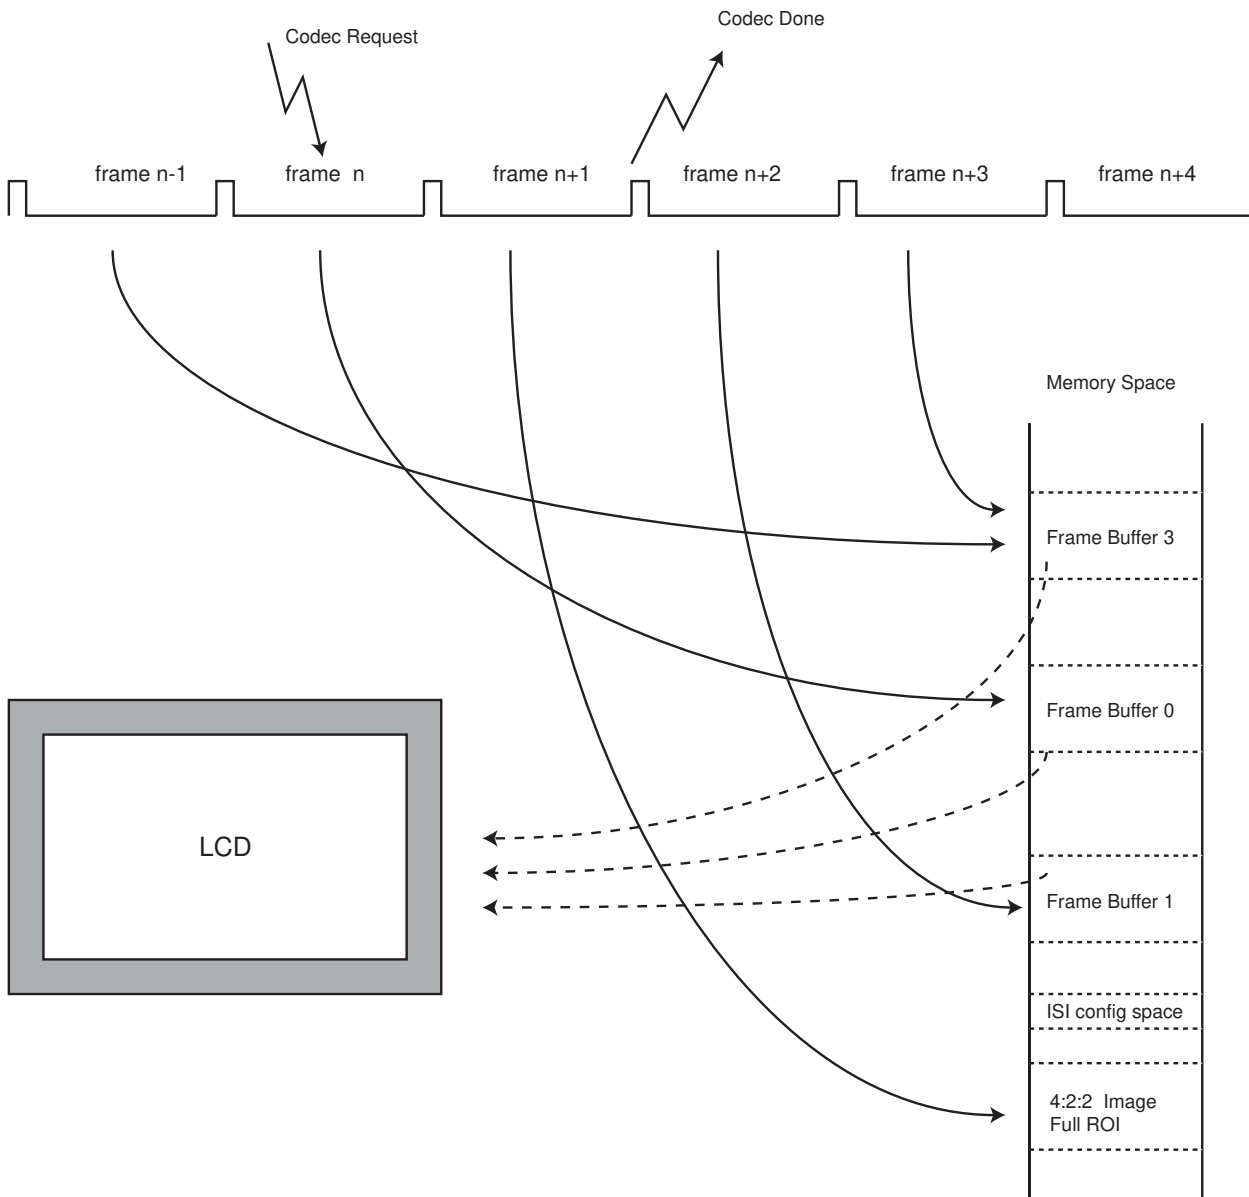 Codec Request
Codec Done
frame n-1
frame n
frame n+1
frame n+2
frame n+3
frame n+4
Memory Space
Frame Buffer 3
Frame Buffer 0
LCD
Frame Buffer 1
ISI config space
4:2:2 Image
Full ROI